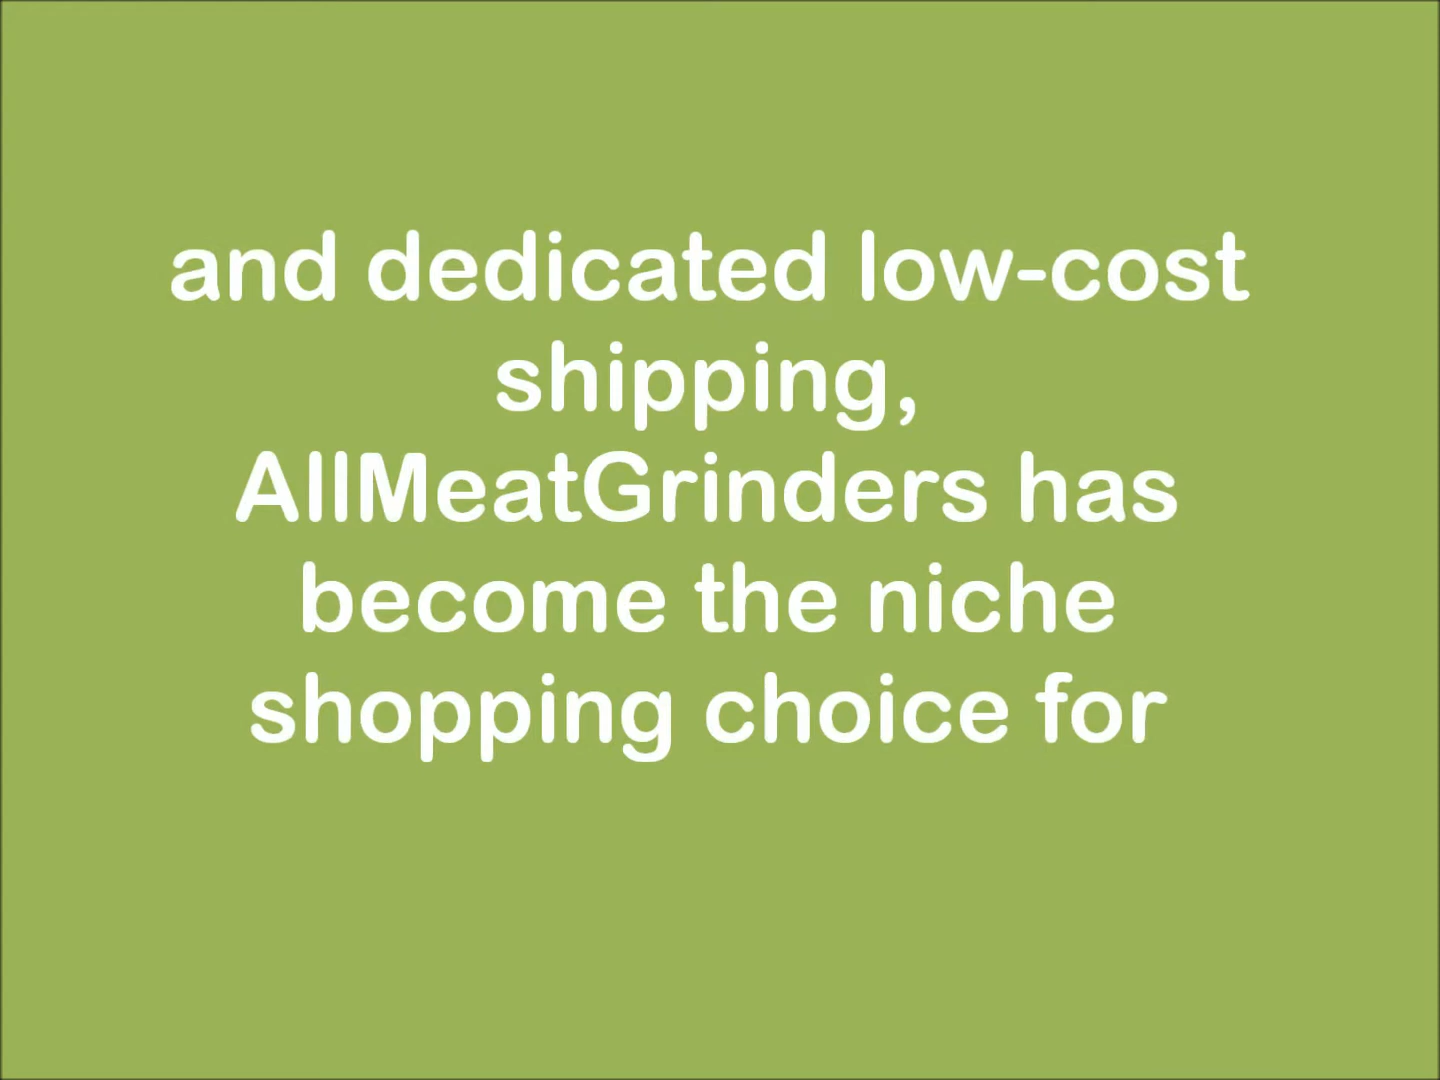 and dedicated low-cost
shipping,
AllMeatGrinders has
become the niche
shopping choice for